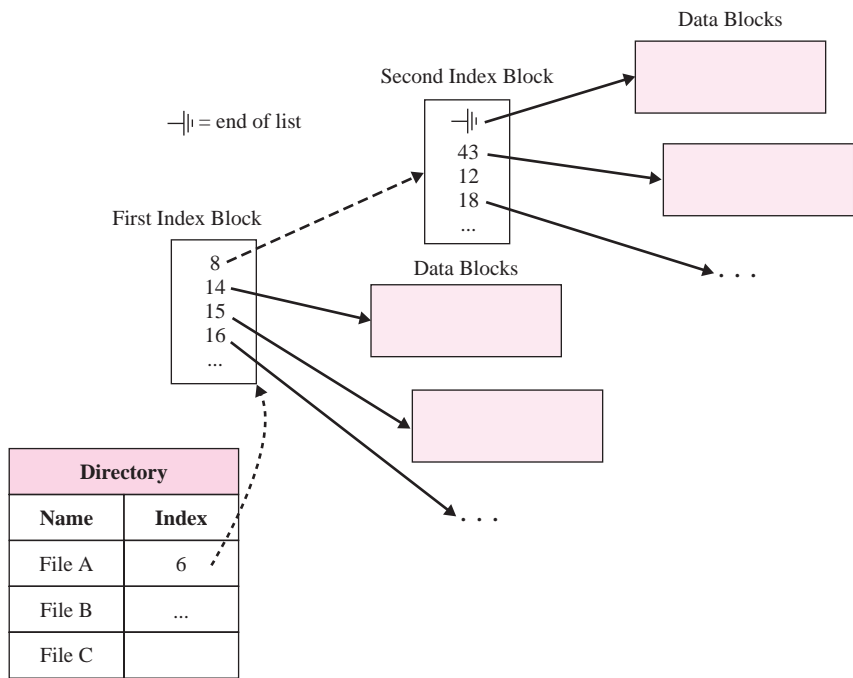 Data Blocks
Second Index Block
= end of list
43
12
18
...
First Index Block
8
14
15
16
...
Data Blocks
. . .
. . .
Directory
Name Index
File A 6
File B ...
File C